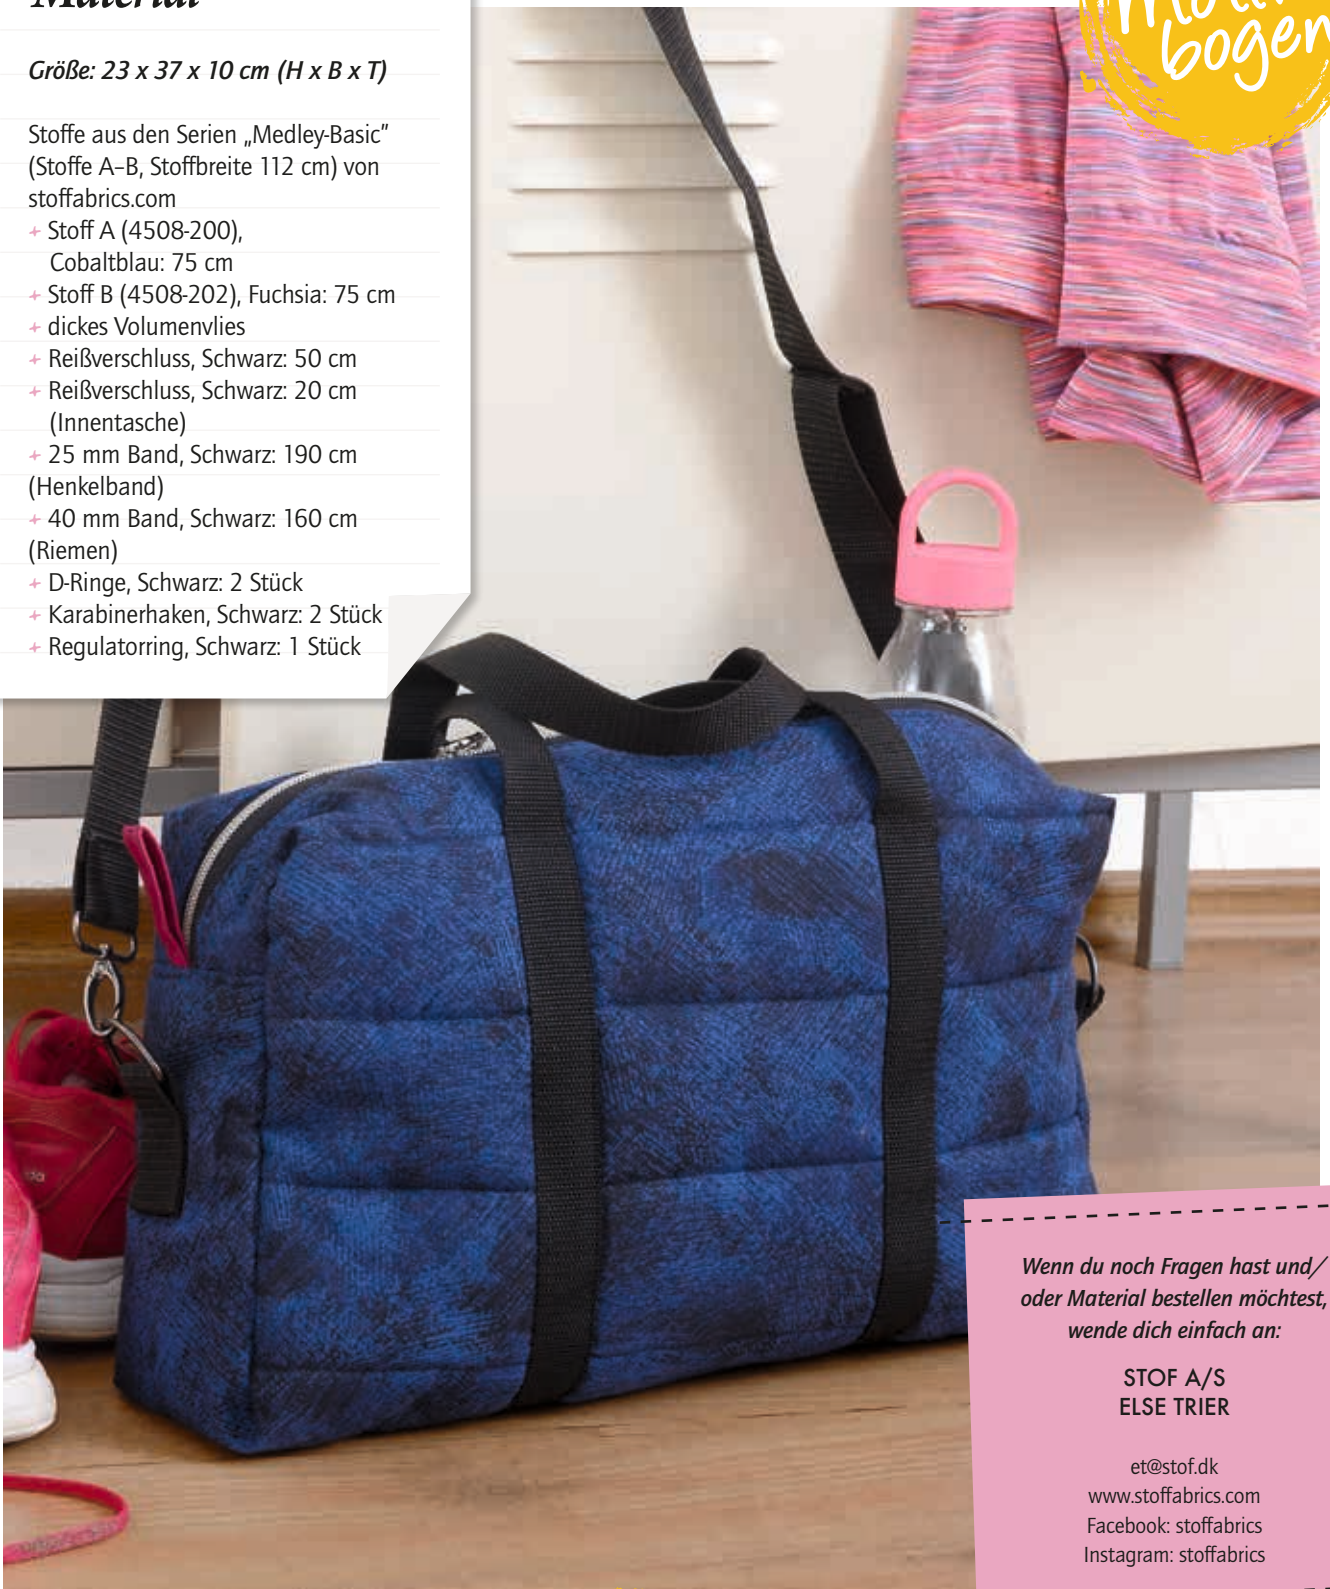 Material
Größe: 23 x 37 x 10 cm (H x B x T)
Stoffe aus den Serien „Medley-Basic”
(Stoffe A–B, Stoffbreite 112 cm) von
stoffabrics.com
+ Stoff A (4508-200),
Cobaltblau: 75 cm
+ Stoff B (4508-202), Fuchsia: 75 cm
+ dickes Volumenvlies
+ Reißverschluss, Schwarz: 50 cm
+ Reißverschluss, Schwarz: 20 cm
(Innentasche)
+ 25 mm Band, Schwarz: 190 cm
(Henkelband)
+ 40 mm Band, Schwarz: 160 cm
(Riemen)
+ D-Ringe, Schwarz: 2 Stück
+ Karabinerhaken, Schwarz: 2 Stück
+ Regulatorring, Schwarz: 1 Stück
bogen
Wenn du noch Fragen hast und/
oder Material bestellen möchtest,
wende dich einfach an:
STOF A/S
ELSE TRIER
et@stof.dk
www.stoffabrics.com
Facebook: stoffabrics
Instagram: stoffabrics